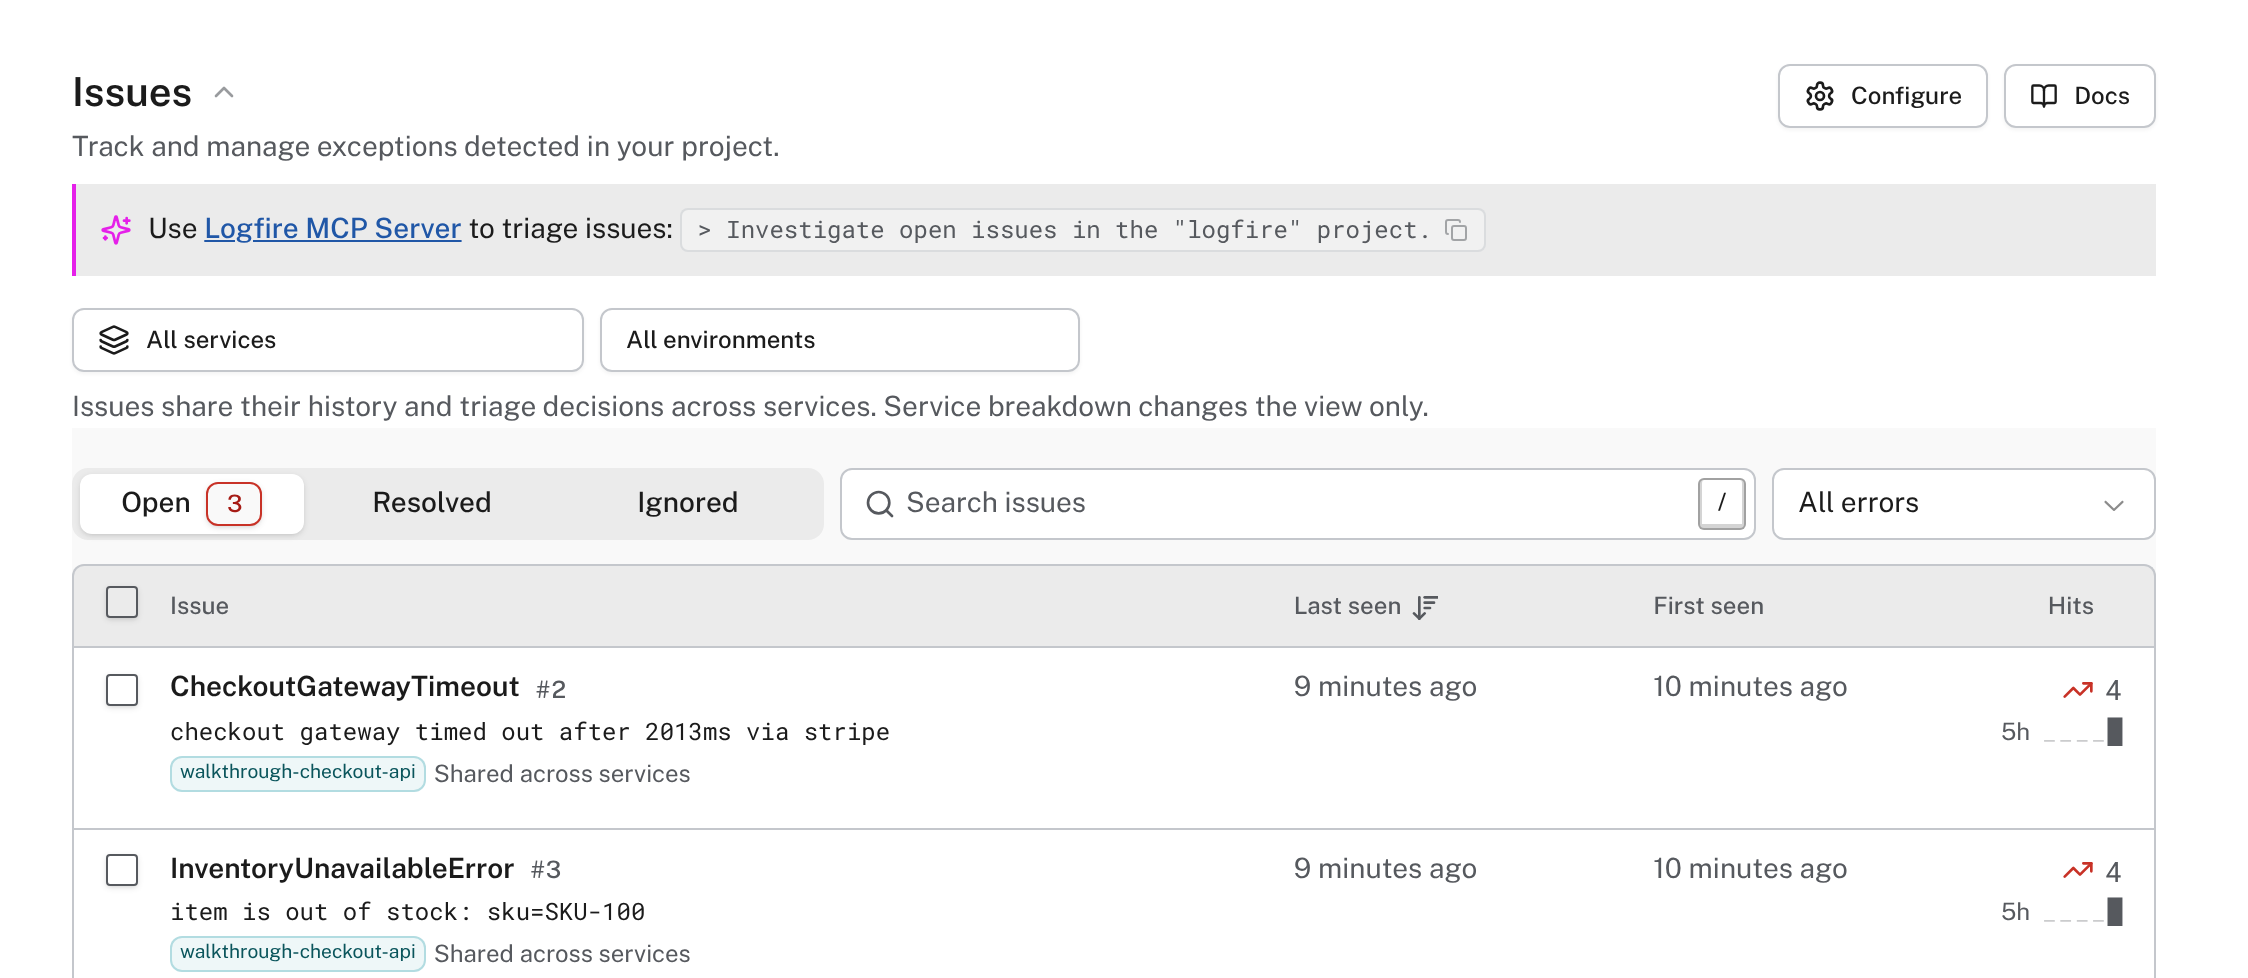 Issues
Configure
Docs
Track and manage exceptions detected in your project.
Use Logfire MCP Server to triage issues: > Investigate open issues in the "logfire" project.
All services
All environments
Issues share their history and triage decisions across services. Service breakdown changes the view only.
Open 3
Resolved
Ignored
Search issues /
All errors
Issue Last seen First seen Hits
CheckoutGatewayTimeout #2 9 minutes ago 10 minutes ago 4
checkout gateway timed out after 2013ms via stripe 5h
walkthrough-checkout-api Shared across services
InventoryUnavailableError #3 9 minutes ago 10 minutes ago 4
item is out of stock: sku=SKU-100 5h
walkthrough-checkout-api Shared across services